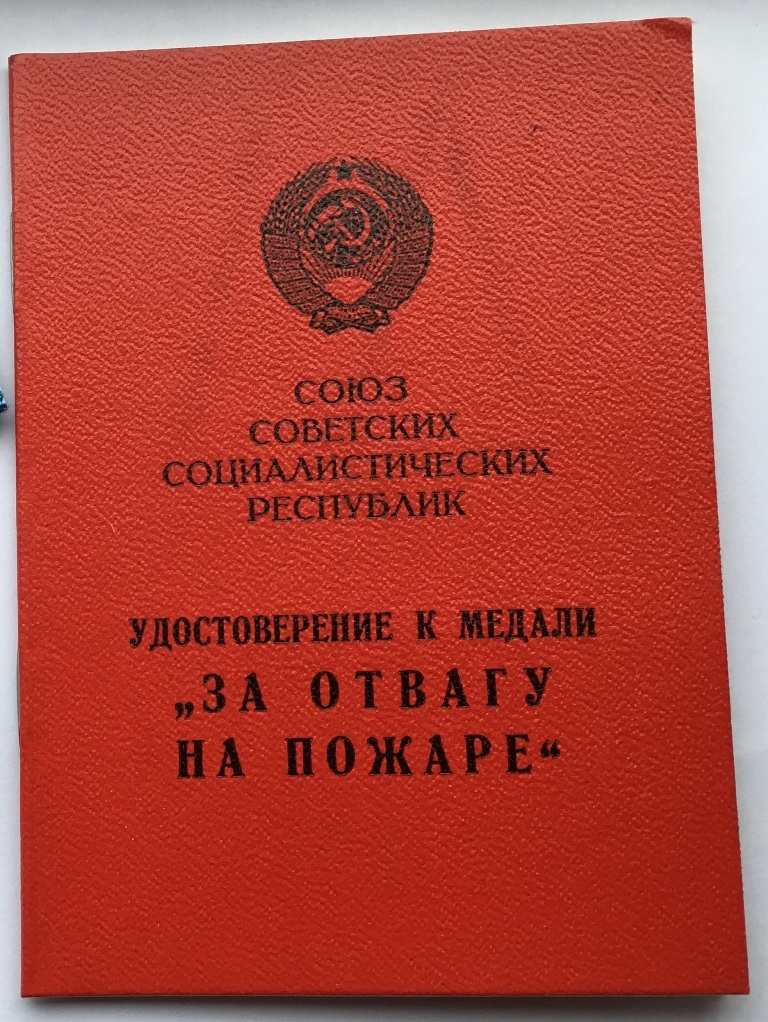 СОЮЗ
СОВЕТСКИХ
СОЦИАЛИСТИЧЕСКИХ
РЕСПУБЛИК
УДОСТОВЕРЕНИЕ К МЕДАЛИ
„ЗА ОТВАГУ
НА ПОЖАРЕ“